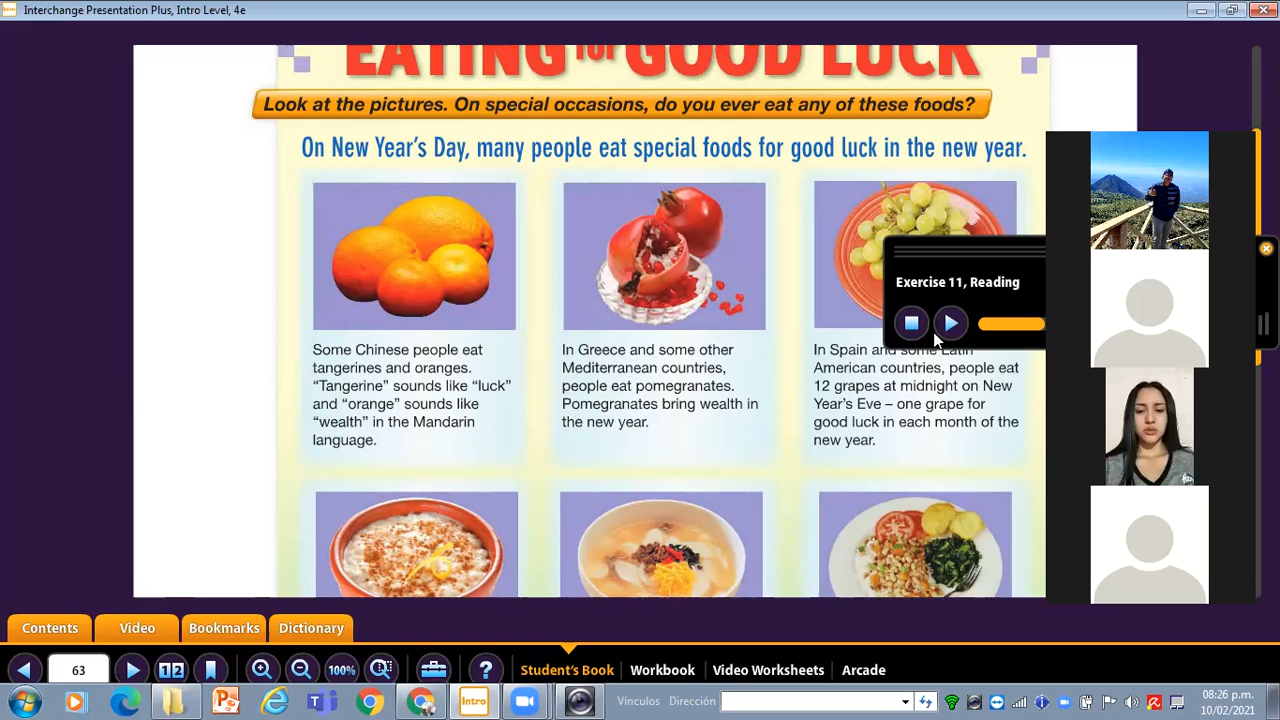 Interchange Presentation Plus, Intro Level, 4e
EATING FOR GOOD LUCK
Look at the pictures. On special occasions, do you ever eat any of these foods?
On New Year's Day, many people eat special foods for good luck in the new year.
Some Chinese people eat
tangerines and oranges.
“Tangerine” sounds like “luck”
and “orange” sounds like
“wealth” in the Mandarin
language.
In Greece and some other
Mediterranean countries,
people eat pomegranates.
Pomegranates bring wealth in
the new year.
Exercise 11, Reading
In Spain and some Latin
American countries, people eat
12 grapes at midnight on New
Year's Eve – one grape for
good luck in each month of the
new year.
Contents
Video
Bookmarks
Dictionary
63
1 2
100%
?
Student's Book
Workbook
Video Worksheets
Arcade
Intro
Vínculos
Dirección
08:26 p.m.
10/02/2021